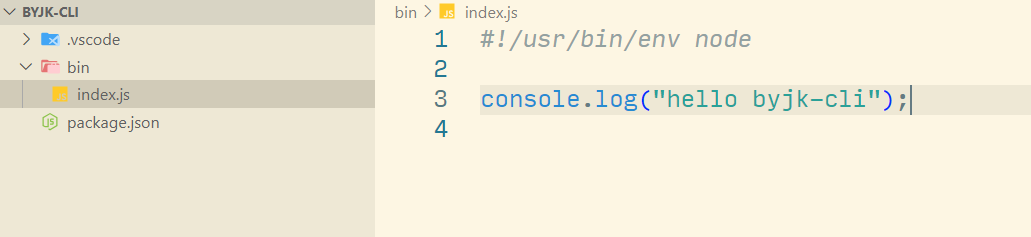 BYJK-CLI
.vscode
bin
index.js
package.json
bin > JS index.js
1 #!/usr/bin/env node
2
3 console.log("hello byjk-cli");
4